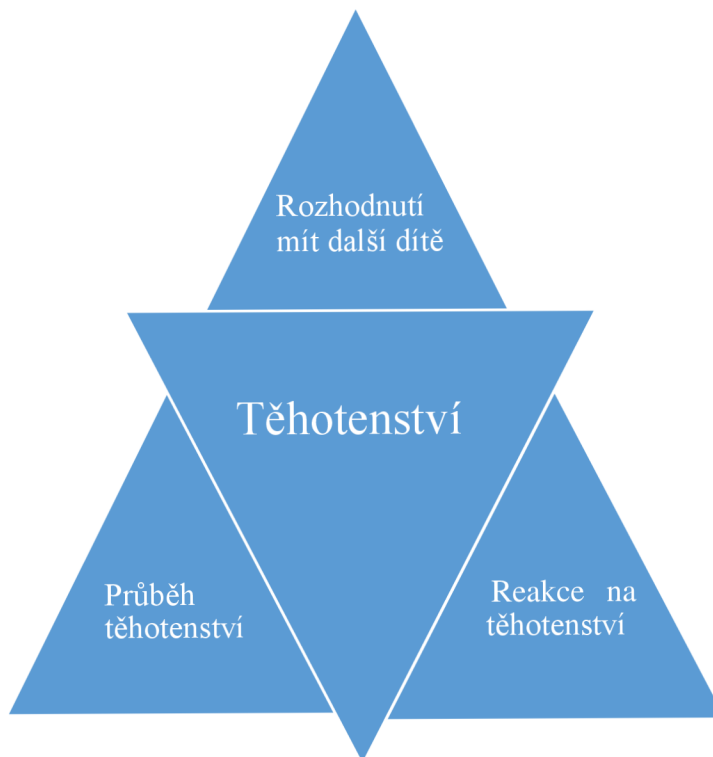 Rozhodnutí
mít další dítě
Těhotenství
Průběh
těhotenství
Reakce na
těhotenství